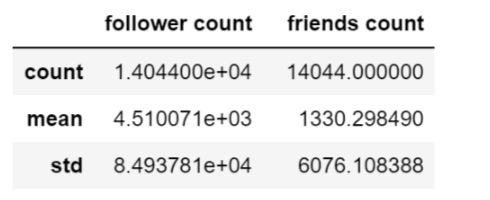 follower count friends count
count 1.404400e+04 14044.000000
mean 4.510071e+03 1330.298490
std 8.493781e+04 6076.108388